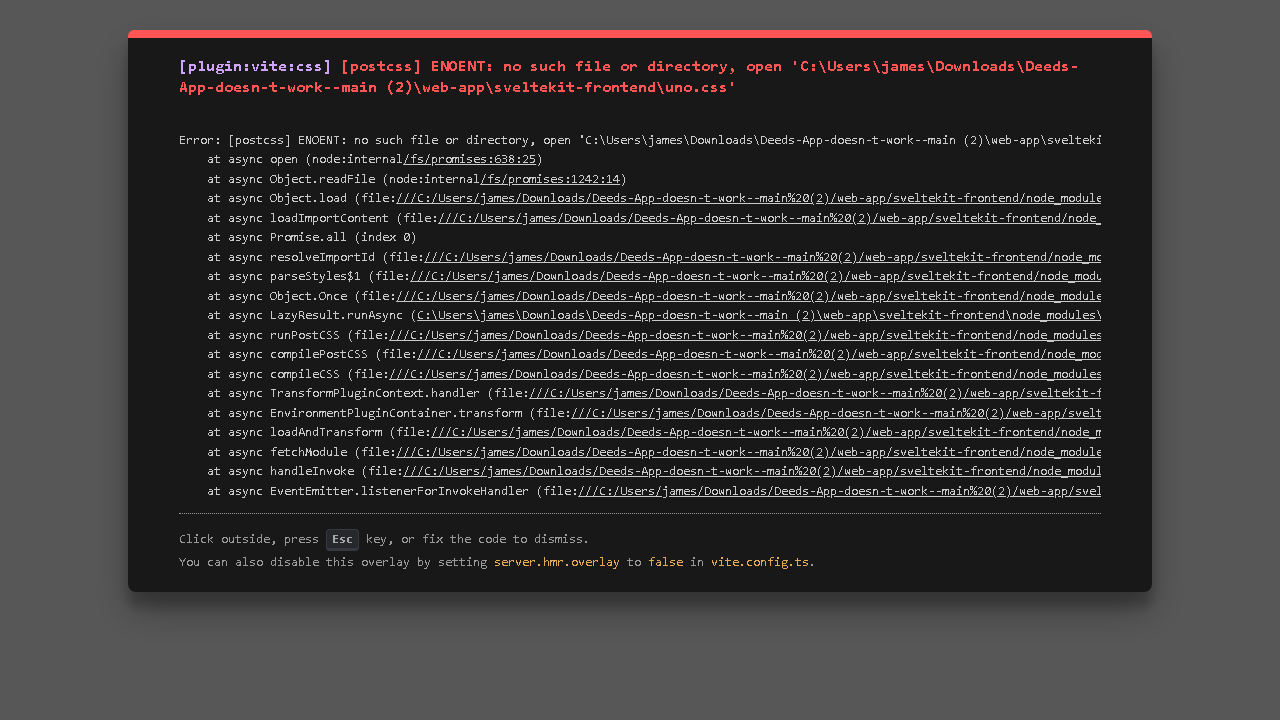 [plugin:vite:css] [postcss] ENOENT: no such file or directory, open 'C:\Users\james\Downloads\Deeds-
App-doesn-t-work--main (2)\web-app\sveltekit-frontend\uno.css'
Error: [postcss] ENOENT: no such file or directory, open 'C:\Users\james\Downloads\Deeds-App-doesn-t-work--main (2)\web-app\svelteki
at async open (node:internal/fs/promises:638:25)
at async Object.readFile (node:internal/fs/promises:1242:14)
at async Object.load (file:///C:/Users/james/Downloads/Deeds-App-doesn-t-work--main%20(2)/web-app/sveltekit-frontend/node_module
at async loadImportContent (file:///C:/Users/james/Downloads/Deeds-App-doesn-t-work--main%20(2)/web-app/sveltekit-frontend/node_
at async Promise.all (index 0)
at async resolveImportId (file:///C:/Users/james/Downloads/Deeds-App-doesn-t-work--main%20(2)/web-app/sveltekit-frontend/node_mo
at async parseStyles$1 (file:///C:/Users/james/Downloads/Deeds-App-doesn-t-work--main%20(2)/web-app/sveltekit-frontend/node_modu
at async Object.Once (file:///C:/Users/james/Downloads/Deeds-App-doesn-t-work--main%20(2)/web-app/sveltekit-frontend/node_module
at async LazyResult.runAsync (C:\Users\james\Downloads\Deeds-App-doesn-t-work--main (2)\web-app\sveltekit-frontend\node_modules\
at async runPostCSS (file:///C:/Users/james/Downloads/Deeds-App-doesn-t-work--main%20(2)/web-app/sveltekit-frontend/node_modules
at async compilePostCSS (file:///C:/Users/james/Downloads/Deeds-App-doesn-t-work--main%20(2)/web-app/sveltekit-frontend/node_mod
at async compileCSS (file:///C:/Users/james/Downloads/Deeds-App-doesn-t-work--main%20(2)/web-app/sveltekit-frontend/node_modules
at async TransformPluginContext.handler (file:///C:/Users/james/Downloads/Deeds-App-doesn-t-work--main%20(2)/web-app/sveltekit-f
at async EnvironmentPluginContainer.transform (file:///C:/Users/james/Downloads/Deeds-App-doesn-t-work--main%20(2)/web-app/svelt
at async loadAndTransform (file:///C:/Users/james/Downloads/Deeds-App-doesn-t-work--main%20(2)/web-app/sveltekit-frontend/node_m
at async fetchModule (file:///C:/Users/james/Downloads/Deeds-App-doesn-t-work--main%20(2)/web-app/sveltekit-frontend/node_module
at async handleInvoke (file:///C:/Users/james/Downloads/Deeds-App-doesn-t-work--main%20(2)/web-app/sveltekit-frontend/node_modul
at async EventEmitter.listenerForInvokeHandler (file:///C:/Users/james/Downloads/Deeds-App-doesn-t-work--main%20(2)/web-app/svel
Click outside, press Esc key, or fix the code to dismiss.
You can also disable this overlay by setting server.hmr.overlay to false in vite.config.ts.